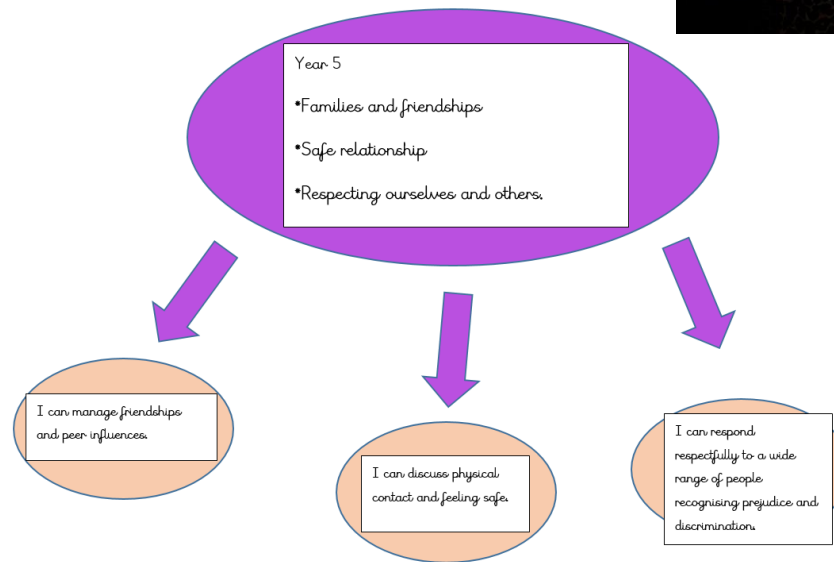 Year 5
*Families and friendships
*Safe relationship
*Respecting ourselves and others.
I can manage friendships
and peer influences.
I can discuss physical
contact and feeling safe.
I can respond
respectfully to a wide
range of people
recognising prejudice and
discrimination.